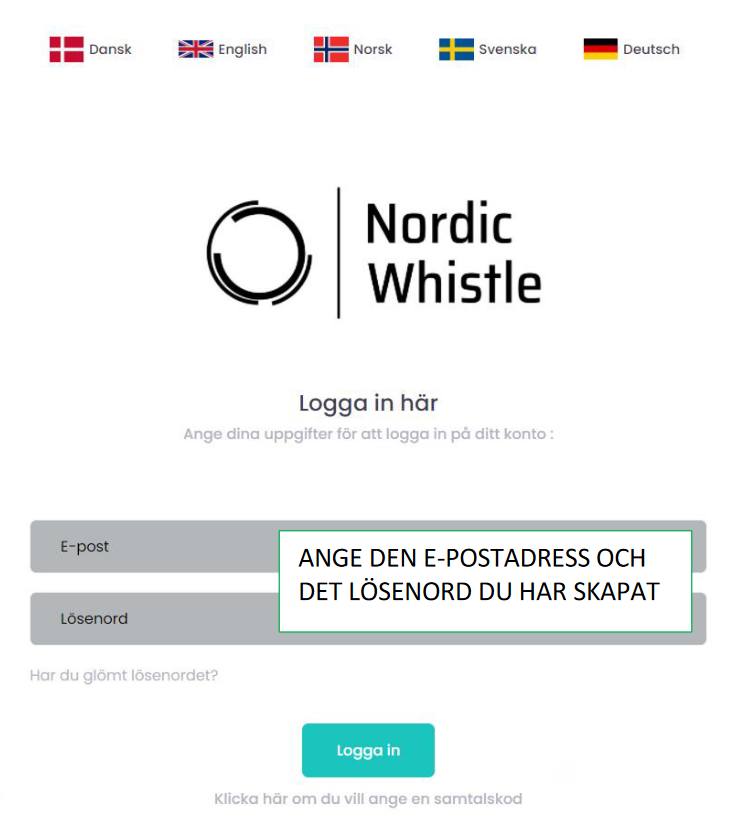 Dansk English Norsk Svenska Deutsch
Nordic
Whistle
Logga in här
Ange dina uppgifter för att logga in på ditt konto :
E-post
ANGE DEN E-POSTADRESS OCH
DET LÖSENORD DU HAR SKAPAT
Lösenord
Har du glömt lösenordet?
Logga in
Klicka här om du vill ange en samtalskod